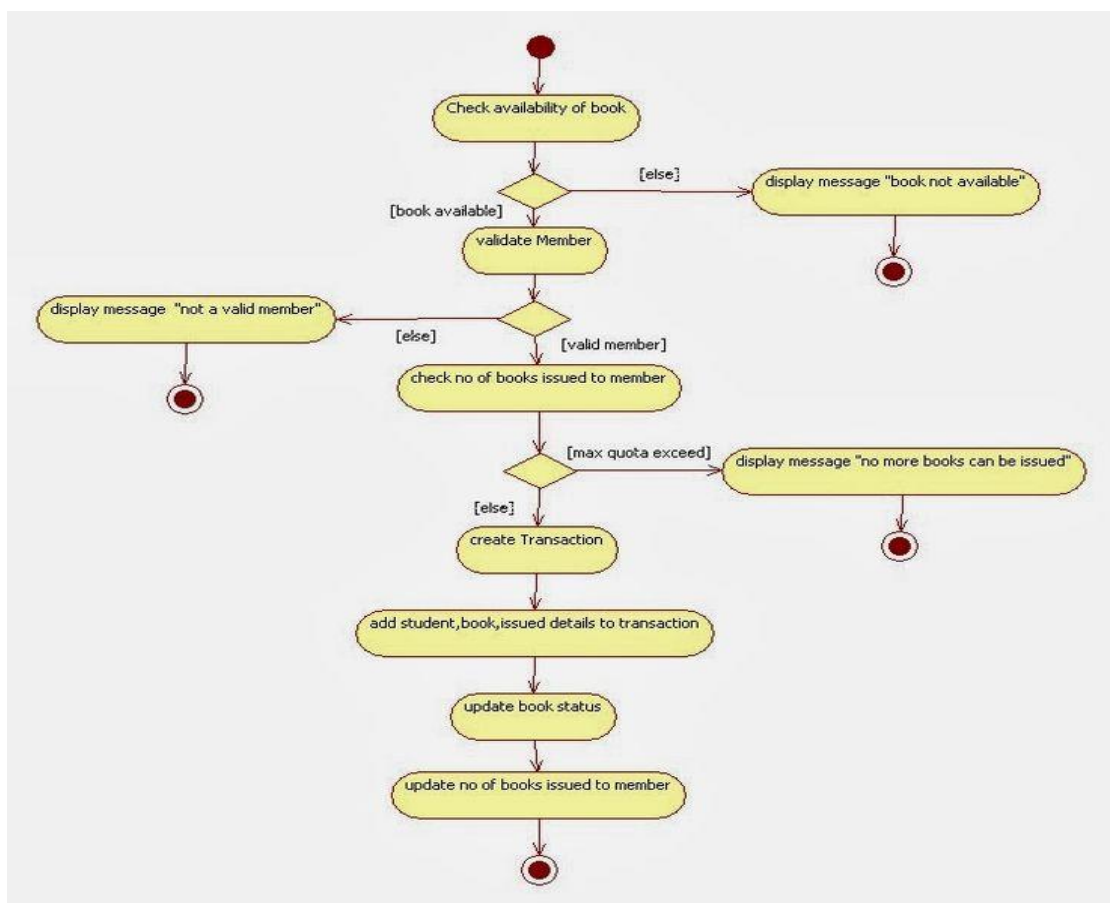 Check availability of book
[else]
display message "book not available"
[book available]
validate Member
display message "not a valid member"
[else]
[valid member]
check no of books issued to member
[max quota exceed]
display message "no more books can be issued"
[else]
create Transaction
add student,book,issued details to transaction
update book status
update no of books issued to member